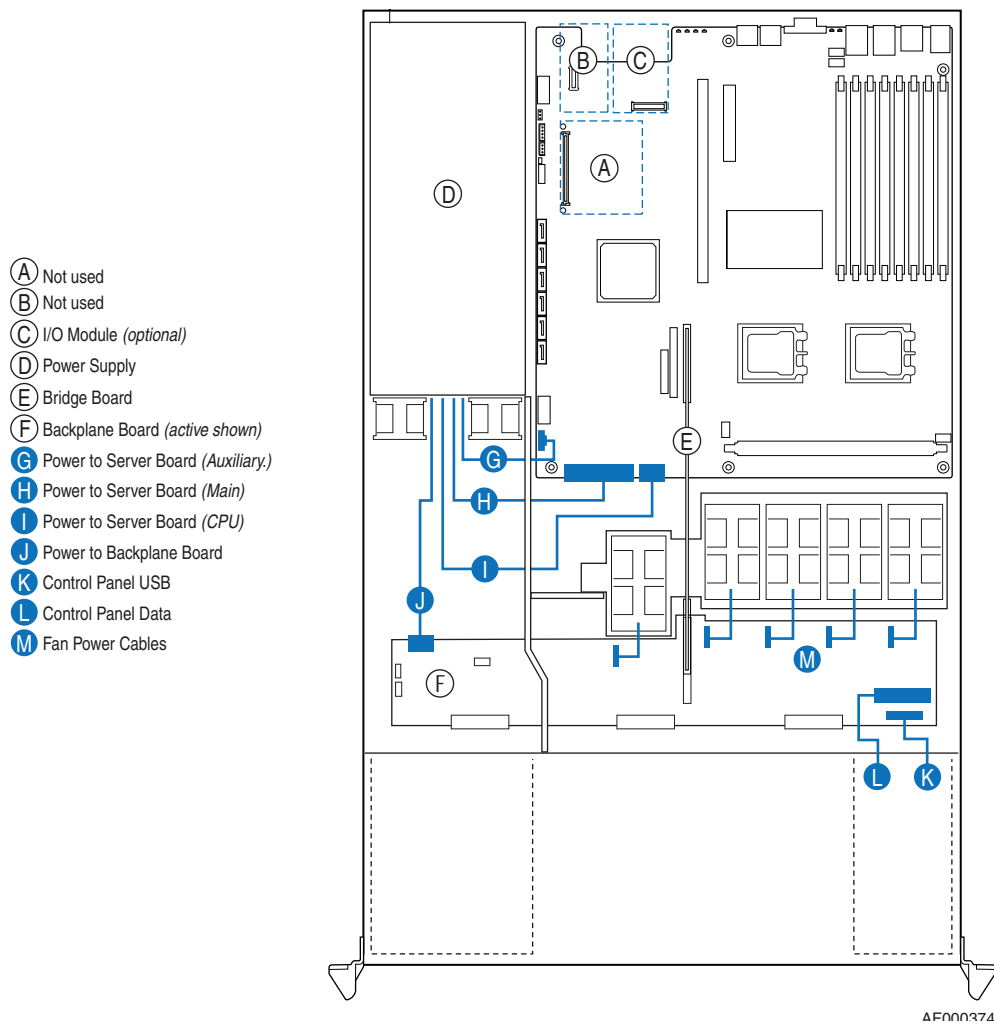 A Not used
B Not used
C I/O Module (optional)
D Power Supply
E Bridge Board
F Backplane Board (active shown)
G Power to Server Board (Auxiliary.)
H Power to Server Board (Main)
I Power to Server Board (CPU)
J Power to Backplane Board
K Control Panel USB
L Control Panel Data
M Fan Power Cables
B
C
A
D
E
G
H
I
J
M
F
L
K
AF000374